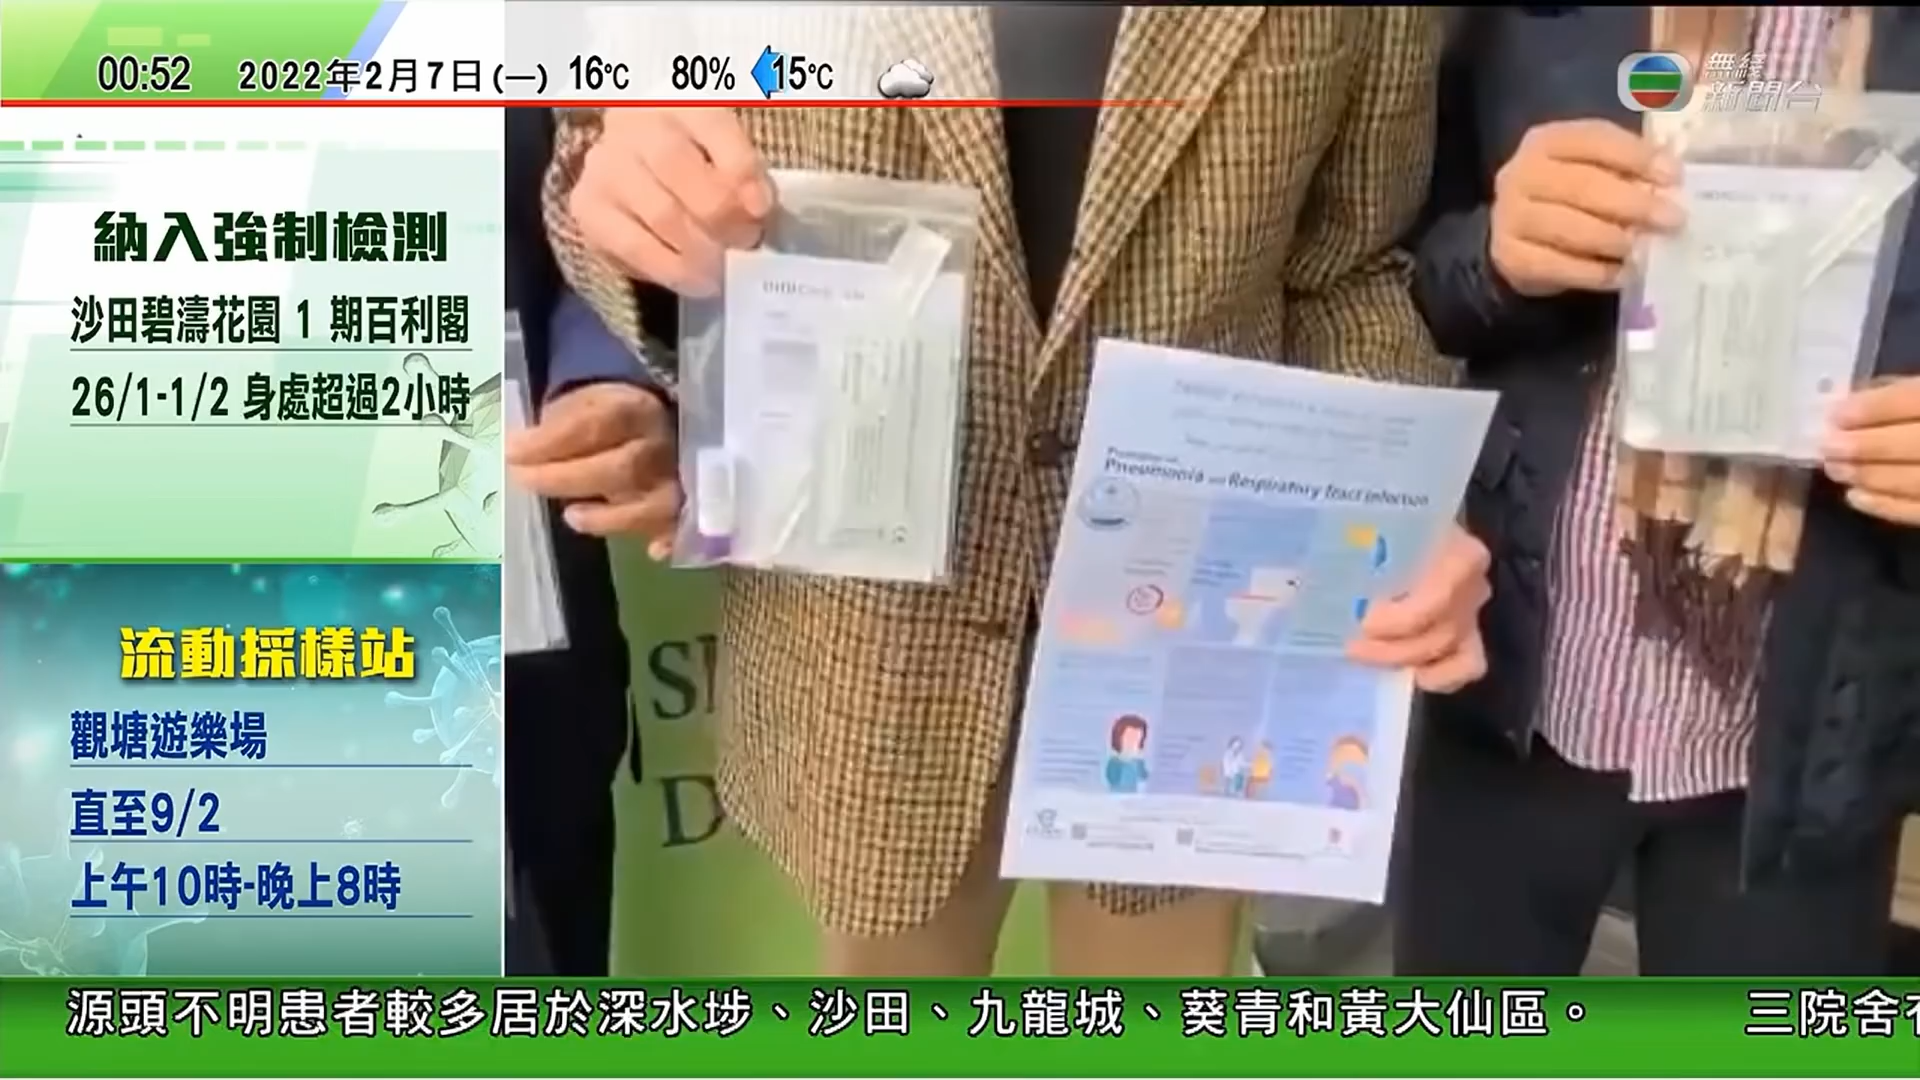 00:52 2022年2月7日(一) 16℃ 80% 15℃
無綫
新聞台
納入強制檢測
沙田碧濤花園 1 期百利閣
26/1-1/2 身處超過2小時
流動採樣站
觀塘遊樂場
直至9/2
上午10時-晚上8時
Pneumonia and Respiratory Tract Infection
源頭不明患者較多居於深水埗、沙田、九龍城、葵青和黃大仙區。 三院舍